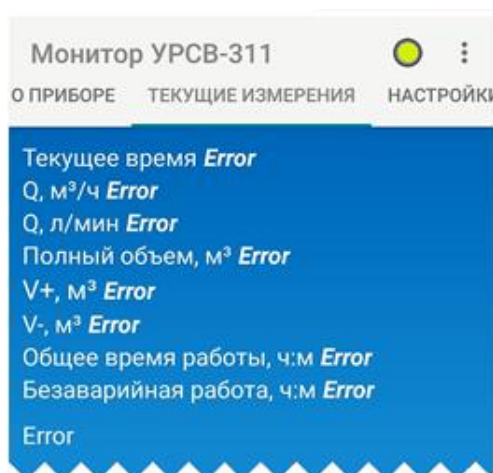 Монитор УРСВ-311
О ПРИБОРЕ ТЕКУЩИЕ ИЗМЕРЕНИЯ НАСТРОЙКИ
Текущее время Error
Q, м³/ч Error
Q, л/мин Error
Полный объем, м³ Error
V+, м³ Error
V-, м³ Error
Общее время работы, ч:м Error
Безаварийная работа, ч:м Error
Error